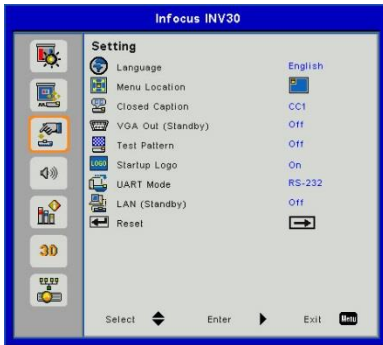 Infocus INV30
Setting
Language English
Menu Location
Closed Caption CC1
VGA Out (Standby) Off
Test Pattern Off
LOGO Startup Logo On
UART Mode RS-232
LAN (Standby) Off
Reset
3D
Select Enter Exit Menu